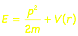 E = p²/2m + V(r)